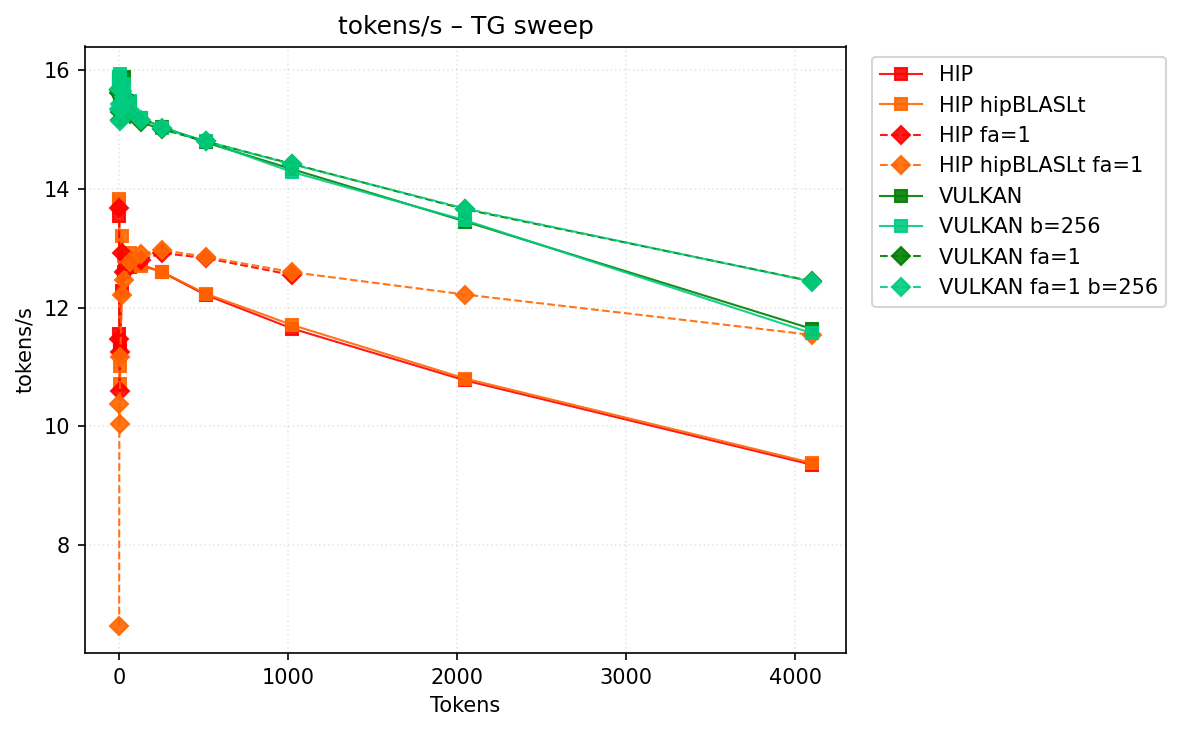 tokens/s – TG sweep
tokens/s
16
14
12
10
8
0
1000
2000
3000
4000
Tokens
HIP
HIP hipBLASLt
HIP fa=1
HIP hipBLASLt fa=1
VULKAN
VULKAN b=256
VULKAN fa=1
VULKAN fa=1 b=256